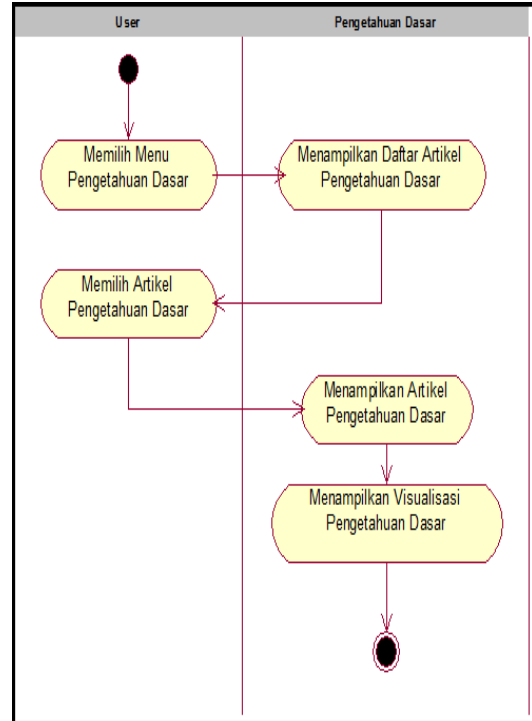 User
Pengetahuan Dasar
Memilih Menu
Pengetahuan Dasar
Menampilkan Daftar Artikel
Pengetahuan Dasar
Memilih Artikel
Pengetahuan Dasar
Menampilkan Artikel
Pengetahuan Dasar
Menampilkan Visualisasi
Pengetahuan Dasar